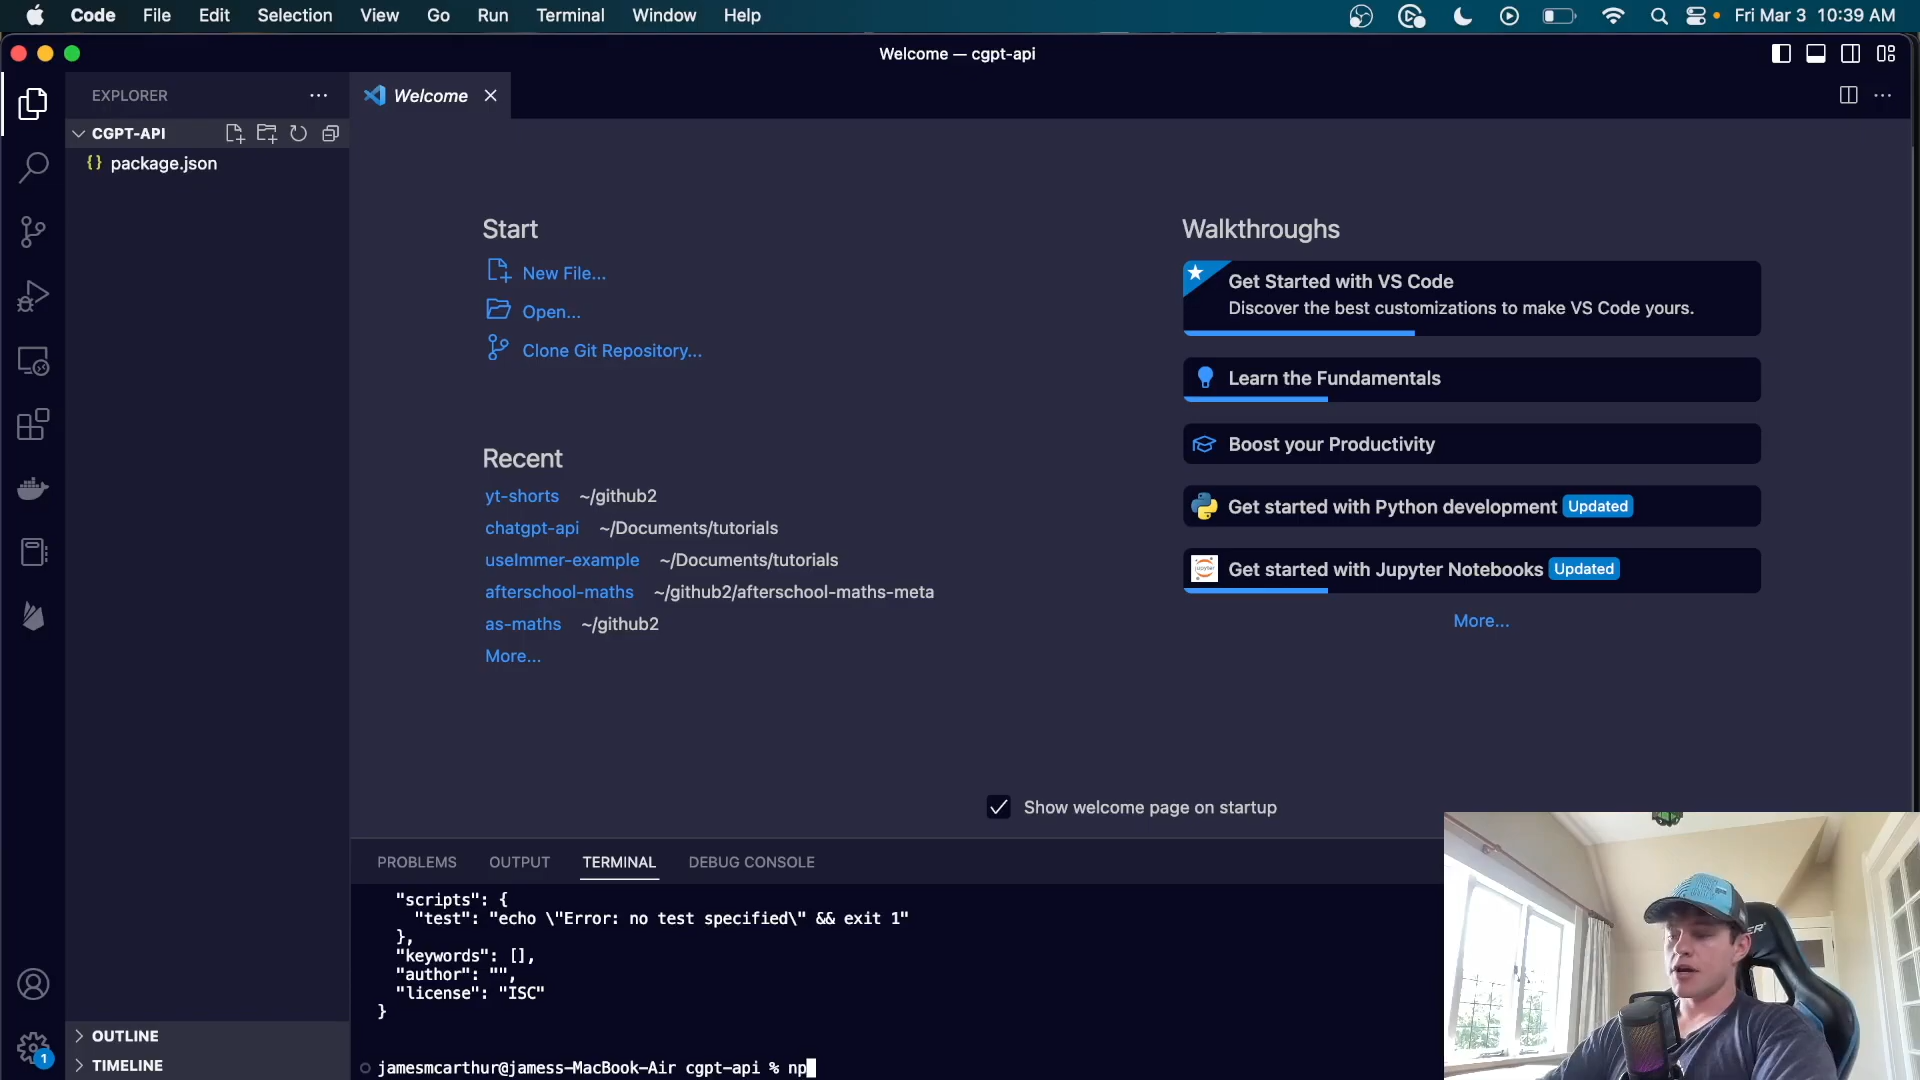 Code File Edit Selection View Go Run Terminal Window Help Fri Mar 3 10:39 AM
Welcome — cgpt-api
EXPLORER
Welcome
CGPT-API
{} package.json
Start
New File...
Open...
Clone Git Repository...
Recent
yt-shorts ~/github2
chatgpt-api ~/Documents/tutorials
useImmer-example ~/Documents/tutorials
afterschool-maths ~/github2/afterschool-maths-meta
as-maths ~/github2
More...
Walkthroughs
Get Started with VS Code
Discover the best customizations to make VS Code yours.
Learn the Fundamentals
Boost your Productivity
Get started with Python development Updated
Get started with Jupyter Notebooks Updated
More...
Show welcome page on startup
PROBLEMS OUTPUT TERMINAL DEBUG CONSOLE
"scripts": {
"test": "echo \"Error: no test specified\" && exit 1"
},
"keywords": [],
"author": "",
"license": "ISC"
}
jamesmcarthur@jamess-MacBook-Air cgpt-api % np
OUTLINE
TIMELINE
1